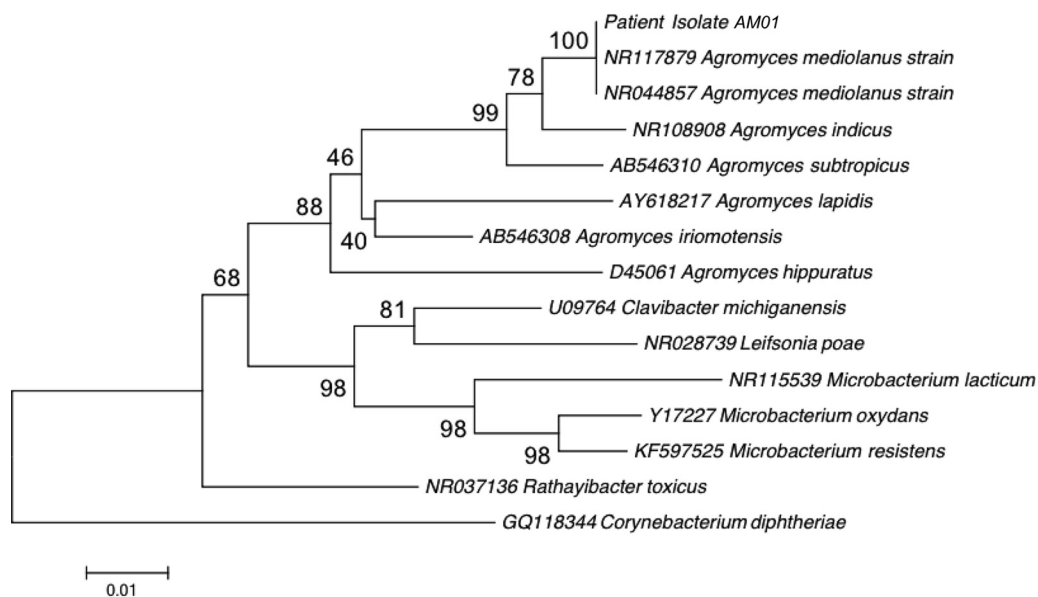 Patient Isolate AM01
100
NR117879 Agromyces mediolanus strain
78
NR044857 Agromyces mediolanus strain
99
NR108908 Agromyces indicus
46
AB546310 Agromyces subtropicus
88
AY618217 Agromyces lapidis
40
AB546308 Agromyces iriomotensis
68
D45061 Agromyces hippuratus
81
U09764 Clavibacter michiganensis
NR028739 Leifsonia poae
98
NR115539 Microbacterium lacticum
98
Y17227 Microbacterium oxydans
98
KF597525 Microbacterium resistens
NR037136 Rathayibacter toxicus
GQ118344 Corynebacterium diphtheriae
0.01